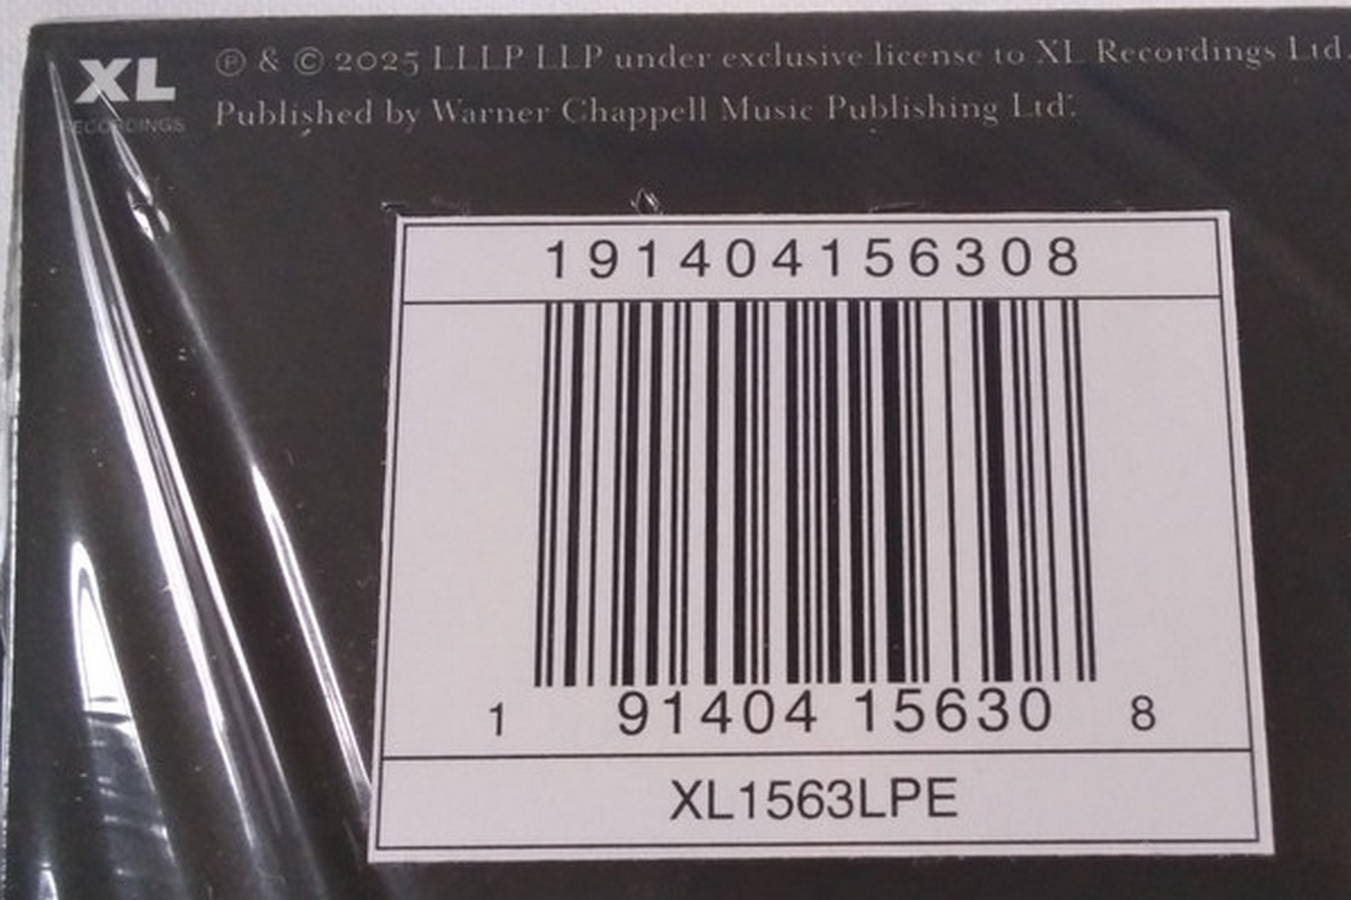 XL
RECORDINGS
℗ & © 2025 LLLP LLP under exclusive license to XL Recordings Ltd.
Published by Warner Chappell Music Publishing Ltd.
191404156308
1 91404 15630 8
XL1563LPE